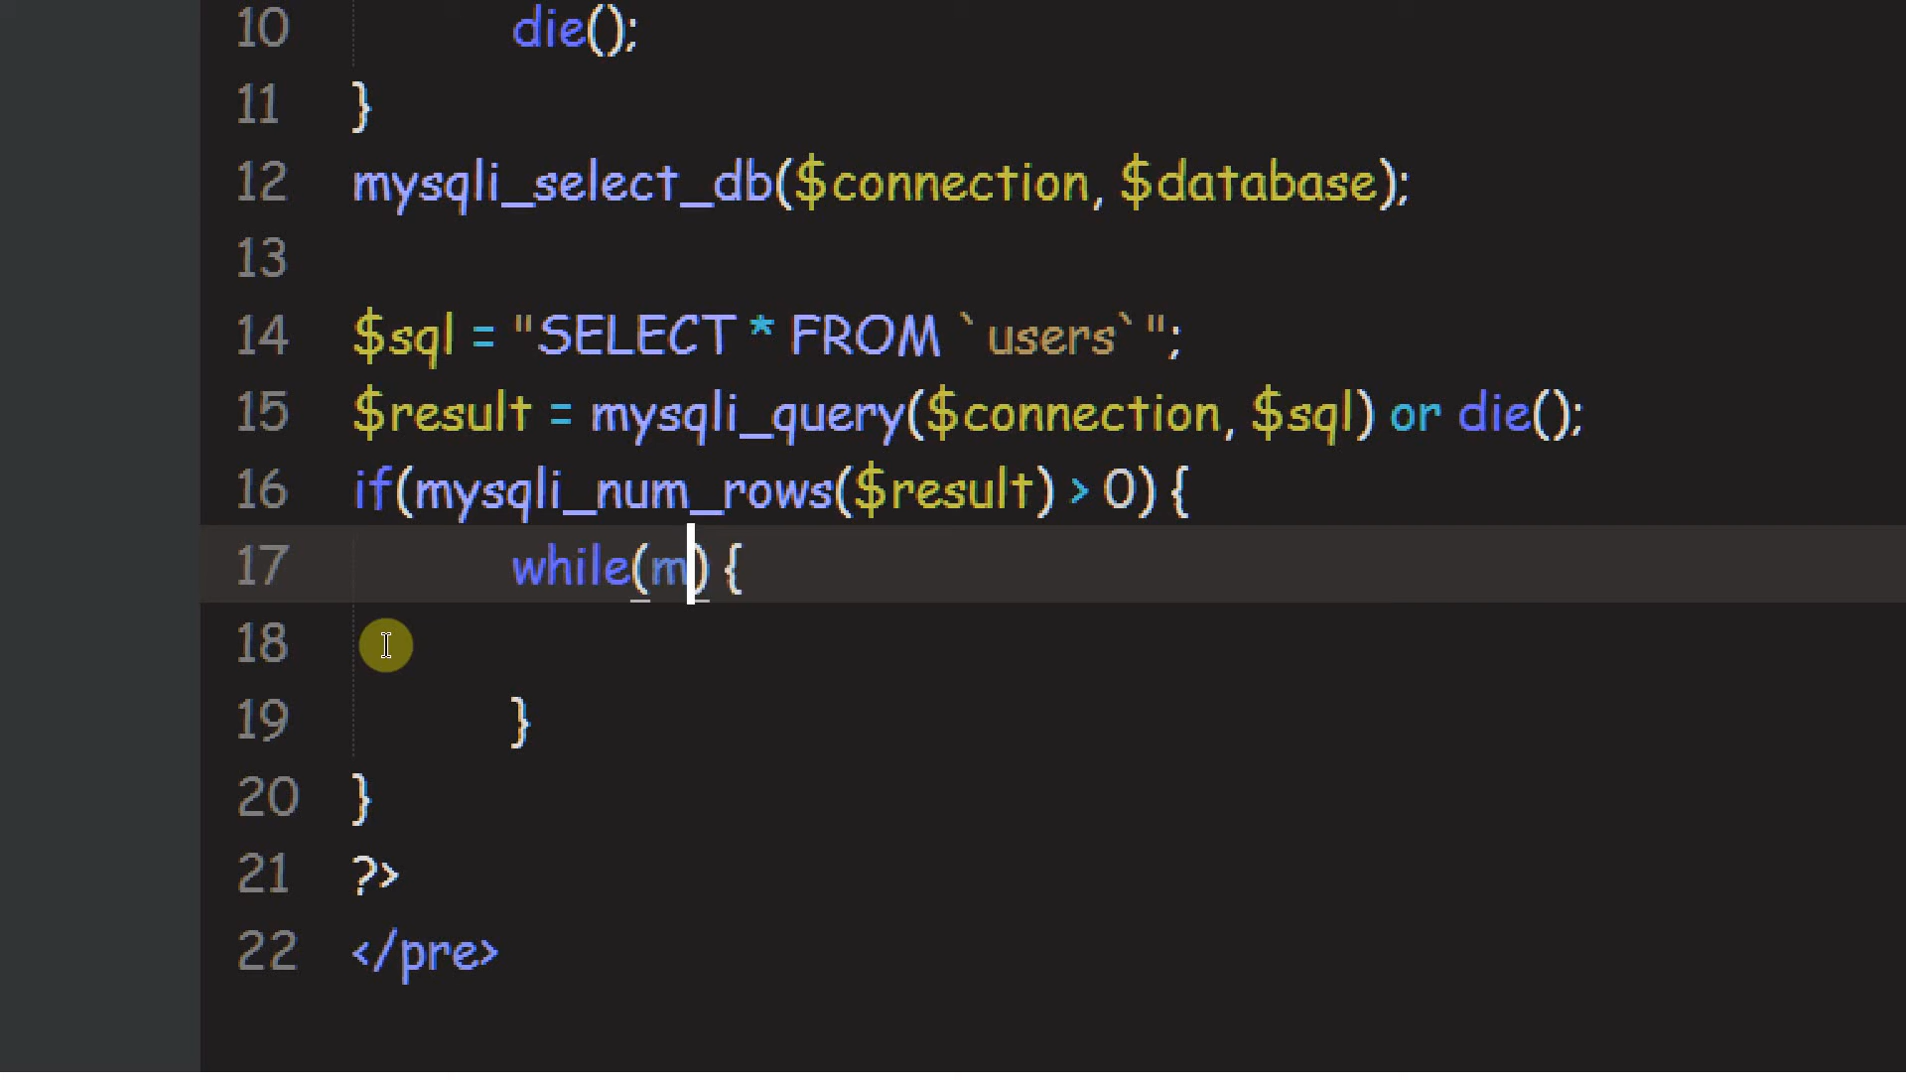 10 die();
11 }
12 mysqli_select_db($connection, $database);
13
14 $sql = "SELECT * FROM `users`";
15 $result = mysqli_query($connection, $sql) or die();
16 if(mysqli_num_rows($result) > 0) {
17 while(m) {
18
19 }
20 }
21 ?>
22 </pre>